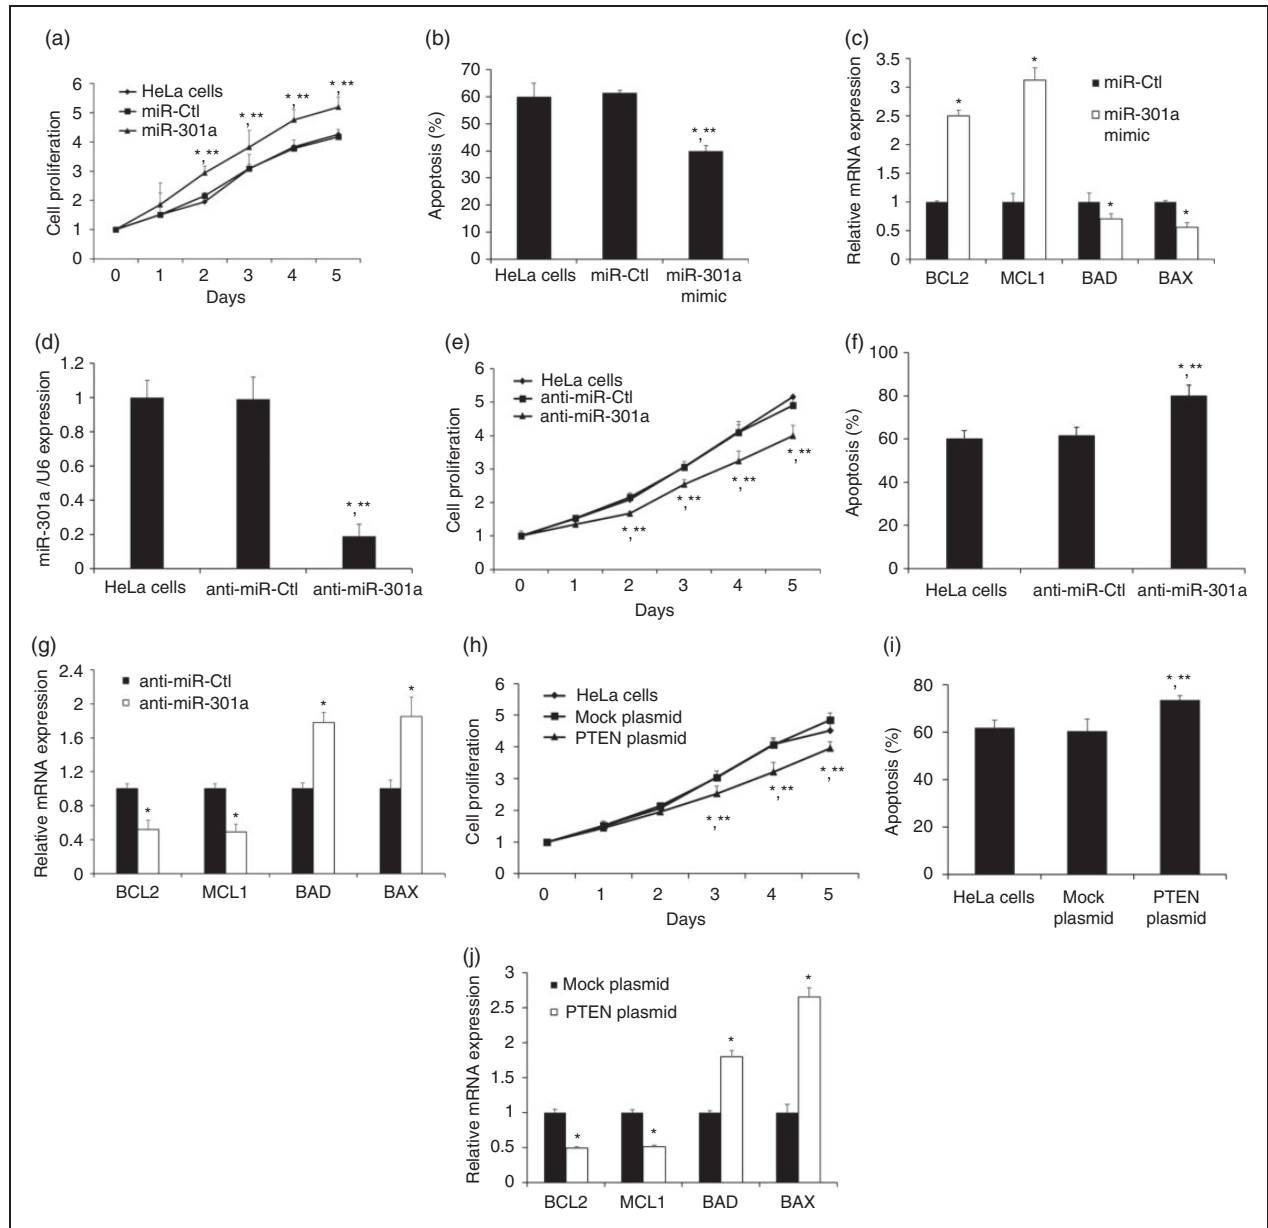 (a)
Cell proliferation
6
5
4
3
2
1
0
HeLa cells
miR-Ctl
miR-301a
*,**
*,**
*,**
*,**
0 1 2 3 4 5
Days
(b)
Apoptosis (%)
70
60
50
40
30
20
10
0
*,**
HeLa cells miR-Ctl miR-301a
mimic
(c)
Relative mRNA expression
3.5
3
2.5
2
1.5
1
0.5
0
miR-Ctl
miR-301a
mimic
*
*
*
*
BCL2 MCL1 BAD BAX
(d)
miR-301a /U6 expression
1.2
1
0.8
0.6
0.4
0.2
0
*,**
HeLa cells anti-miR-Ctl anti-miR-301a
(e)
Cell proliferation
6
5
4
3
2
1
0
HeLa cells
anti-miR-Ctl
anti-miR-301a
*,**
*,**
*,**
*,**
0 1 2 3 4 5
Days
(f)
Apoptosis (%)
100
80
60
40
20
0
*,**
HeLa cells anti-miR-Ctl anti-miR-301a
(g)
Relative mRNA expression
2.4
2
1.6
1.2
0.8
0.4
0
anti-miR-Ctl
anti-miR-301a
*
*
*
*
BCL2 MCL1 BAD BAX
(h)
Cell proliferation
6
5
4
3
2
1
0
HeLa cells
Mock plasmid
PTEN plasmid
*,**
*,**
*,**
0 1 2 3 4 5
Days
(i)
Apoptosis (%)
80
60
40
20
0
*,**
HeLa cells Mock PTEN
plasmid plasmid
(j)
Relative mRNA expression
3
2.5
2
1.5
1
0.5
0
Mock plasmid
PTEN plasmid
*
*
*
*
BCL2 MCL1 BAD BAX